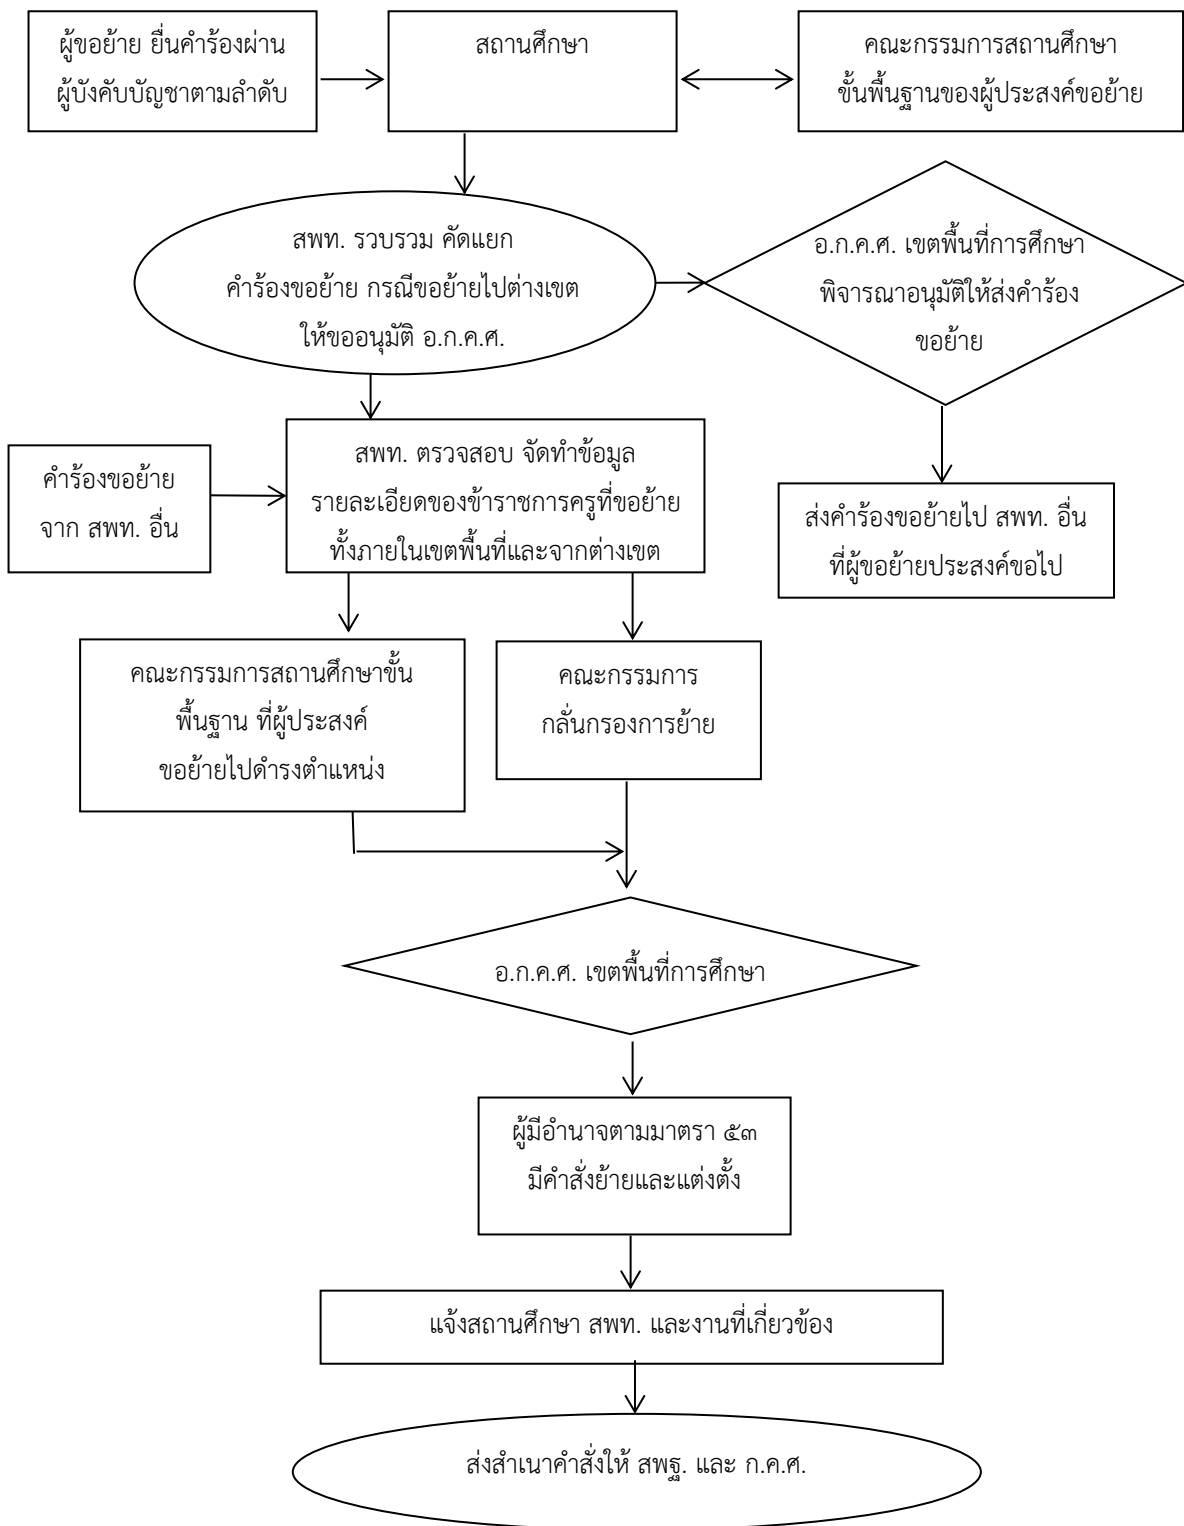 ผู้ขอย้าย ยื่นคำร้องผ่าน
ผู้บังคับบัญชาตามลำดับ
สถานศึกษา
คณะกรรมการสถานศึกษา
ขั้นพื้นฐานของผู้ประสงค์ขอย้าย
สพท. รวบรวม คัดแยก
คำร้องขอย้าย กรณีขอย้ายไปต่างเขต
ให้ขออนุมัติ อ.ก.ค.ศ.
อ.ก.ค.ศ. เขตพื้นที่การศึกษา
พิจารณาอนุมัติให้ส่งคำร้อง
ขอย้าย
คำร้องขอย้าย
จาก สพท. อื่น
สพท. ตรวจสอบ จัดทำข้อมูล
รายละเอียดของข้าราชการครูที่ขอย้าย
ทั้งภายในเขตพื้นที่และจากต่างเขต
ส่งคำร้องขอย้ายไป สพท. อื่น
ที่ผู้ขอย้ายประสงค์ขอไป
คณะกรรมการสถานศึกษาขั้น
พื้นฐาน ที่ผู้ประสงค์
ขอย้ายไปดำรงตำแหน่ง
คณะกรรมการ
กลั่นกรองการย้าย
อ.ก.ค.ศ. เขตพื้นที่การศึกษา
ผู้มีอำนาจตามมาตรา ๕๓
มีคำสั่งย้ายและแต่งตั้ง
แจ้งสถานศึกษา สพท. และงานที่เกี่ยวข้อง
ส่งสำเนาคำสั่งให้ สพฐ. และ ก.ค.ศ.